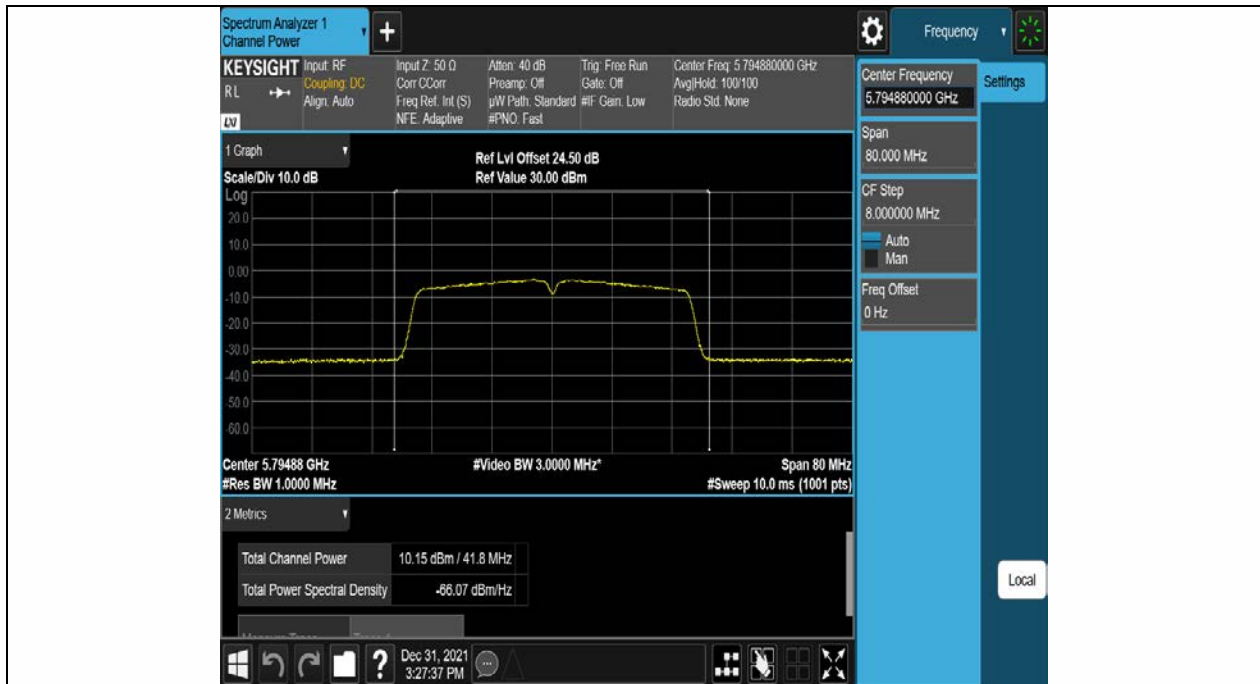 Spectrum Analyzer 1
Channel Power
+
Frequency
KEYSIGHT
RL
LXI
Input: RF
Coupling: DC
Align: Auto
Input Z: 50 Ω
Corr CCorr
Freq Ref: Int (S)
NFE: Adaptive
Atten: 40 dB
Preamp: Off
µW Path: Standard
#PNO: Fast
Trig: Free Run
Gate: Off
#IF Gain: Low
Center Freq: 5.794880000 GHz
Avg|Hold: 100/100
Radio Std: None
Center Frequency
5.794880000 GHz
Settings
Span
80.000 MHz
CF Step
8.000000 MHz
Auto
Man
Freq Offset
0 Hz
Local
1 Graph
Scale/Div 10.0 dB
Ref Lvl Offset 24.50 dB
Ref Value 30.00 dBm
Log
20.0
10.0
0.00
-10.0
-20.0
-30.0
-40.0
-50.0
-60.0
Center 5.79488 GHz
#Res BW 1.0000 MHz
#Video BW 3.0000 MHz*
Span 80 MHz
#Sweep 10.0 ms (1001 pts)
2 Metrics
Total Channel Power 10.15 dBm / 41.8 MHz
Total Power Spectral Density -66.07 dBm/Hz
?
Dec 31, 2021
3:27:37 PM